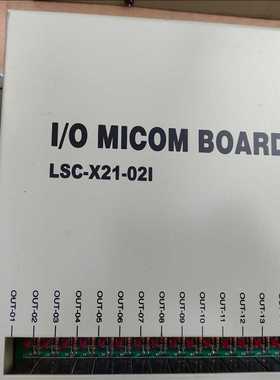 I/O MICOM BOARD
LSC-X21-02I
OUT-01
OUT-02
OUT-03
OUT-04
OUT-05
OUT-06
OUT-07
OUT-08
OUT-09
OUT-10
OUT-11
OUT-12
OUT-13